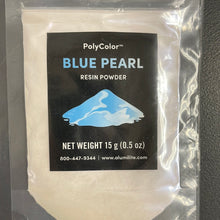 PolyColor™
BLUE PEARL
RESIN POWDER
NET WEIGHT 15 g (0.5 oz)
800-447-9344 | www.alumilite.com